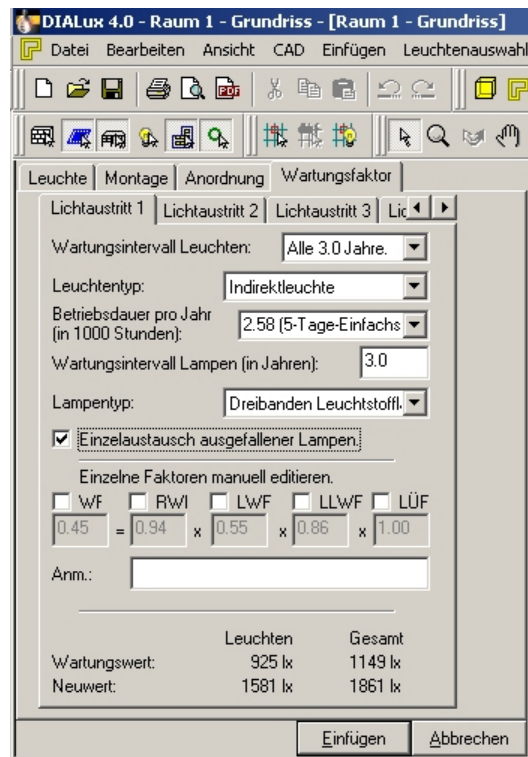 DIALux 4.0 - Raum 1 - Grundriss - [Raum 1 - Grundriss]
Datei Bearbeiten Ansicht CAD Einfügen Leuchtenauswahl
PDF
Leuchte Montage Anordnung Wartungsfaktor
Lichtaustritt 1 Lichtaustritt 2 Lichtaustritt 3 Lic
Wartungsintervall Leuchten: Alle 3.0 Jahre.
Leuchtentyp: Indirektleuchte
Betriebsdauer pro Jahr
(in 1000 Stunden): 2.58 (5-Tage-Einfachs
Wartungsintervall Lampen (in Jahren): 3.0
Lampentyp: Dreibanden Leuchtstoffl
Einzelaustausch ausgefallener Lampen.
Einzelne Faktoren manuell editieren.
WF RWF LWF LLWF LÜF
0.45 = 0.94 x 0.55 x 0.86 x 1.00
Anm.:
Leuchten Gesamt
Wartungswert: 925 lx 1149 lx
Neuwert: 1581 lx 1861 lx
Einfügen Abbrechen